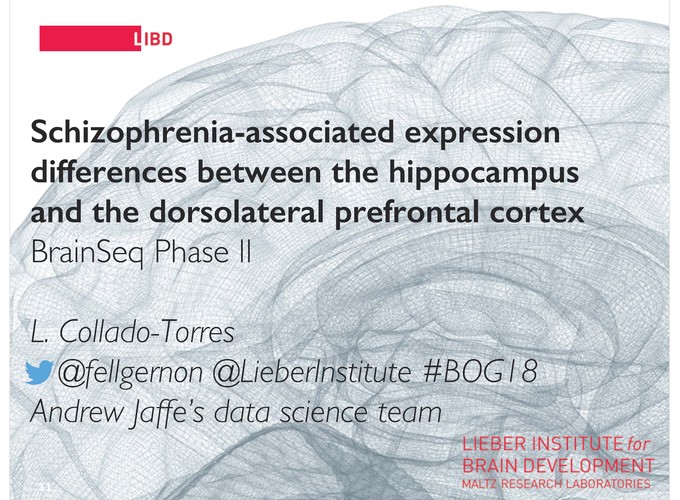 LIBD
Schizophrenia-associated expression
differences between the hippocampus
and the dorsolateral prefrontal cortex
BrainSeq Phase II
L. Collado-Torres
@fellgernon @LieberInstitute #BOG18
Andrew Jaffe's data science team
LIEBER INSTITUTE for
BRAIN DEVELOPMENT
MALTZ RESEARCH LABORATORIES
11